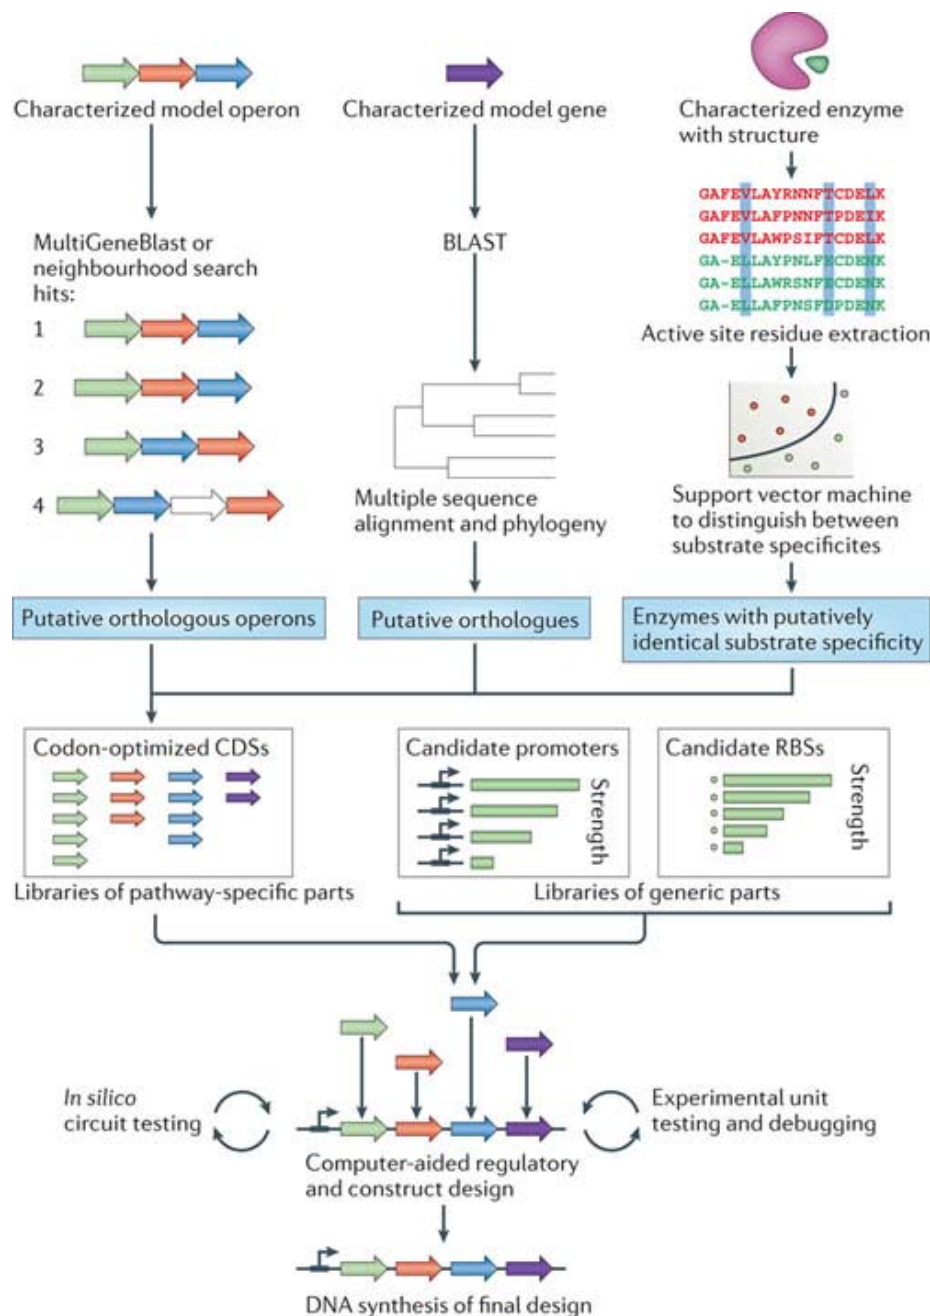 Characterized model operon
Characterized model gene
Characterized enzyme
with structure
MultiGeneBlast or
neighbourhood search
hits:
1
2
3
4
BLAST
Multiple sequence
alignment and phylogeny
GAFEVLAYRNNFTCDELK
GAFEVLAFPNNFTPDEIK
GAFEVLAWPSIFTCDELK
GA-ELLAYPNLFECDENK
GA-ELLAWRSNFECDENK
GA-ELLAFPNSFDPDENK
Active site residue extraction
Support vector machine
to distinguish between
substrate specificites
Putative orthologous operons
Putative orthologues
Enzymes with putatively
identical substrate specificity
Codon-optimized CDSs
Libraries of pathway-specific parts
Candidate promoters
Strength
Candidate RBSs
Strength
Libraries of generic parts
In silico
circuit testing
Experimental unit
testing and debugging
Computer-aided regulatory
and construct design
DNA synthesis of final design